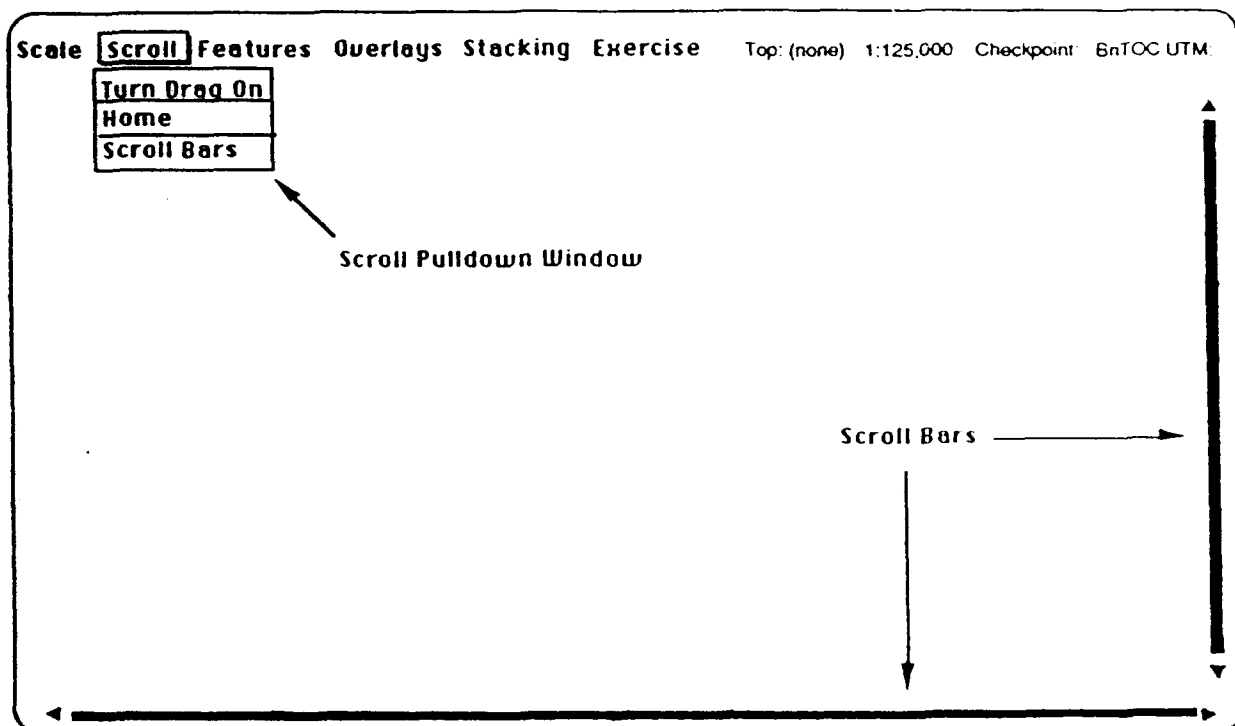 Scale Scroll Features Overlays Stacking Exercise Top: (none) 1:125,000 Checkpoint: BnTOC UTM:
Turn Drag On
Home
Scroll Bars
Scroll Pulldown Window
Scroll Bars